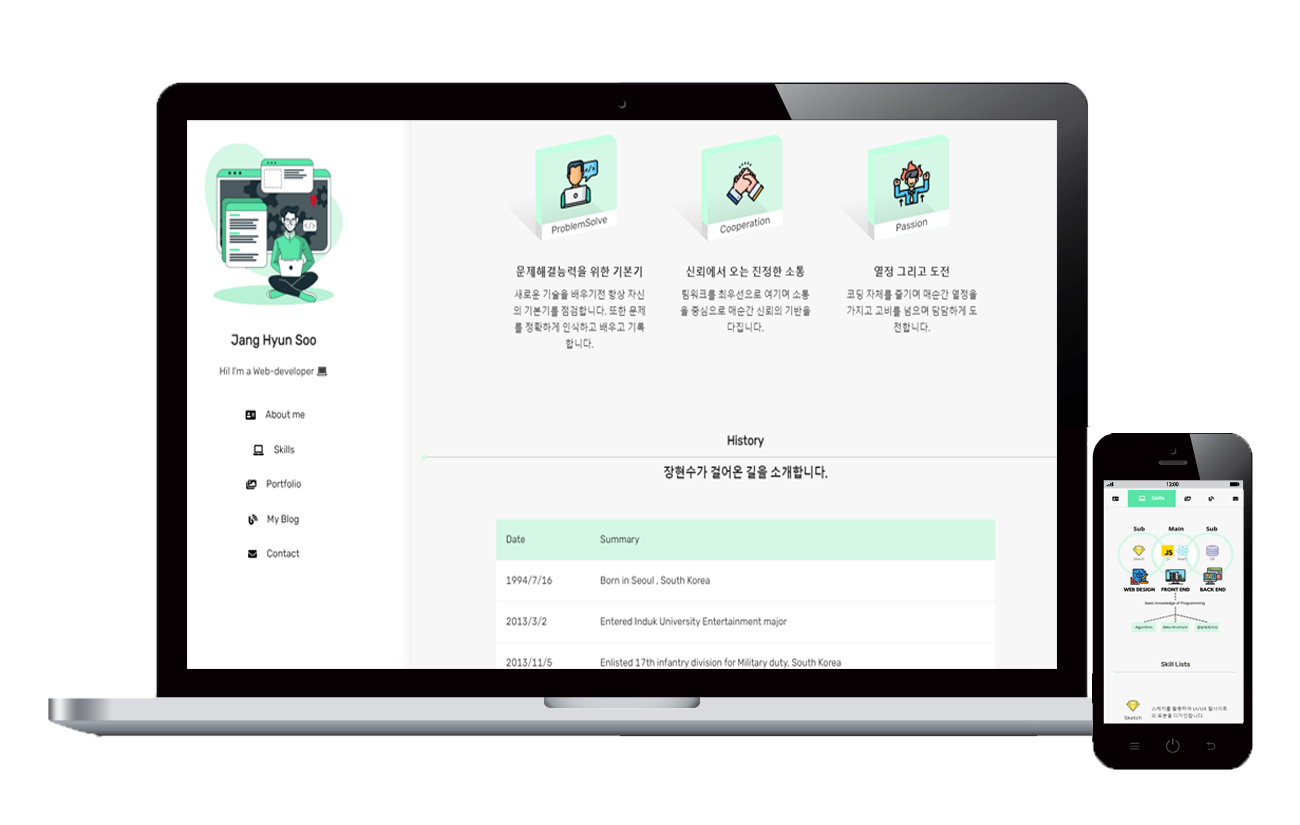 Jang Hyun Soo
Hi! I'm a Web-developer
About me
Skills
Portfolio
My Blog
Contact
</>
ProblemSolve
Cooperation
Passion
문제해결능력을 위한 기본기
새로운 기술을 배우기전 항상 자신
의 기본기를 점검합니다. 또한 문제
를 정확하게 인식하고 배우고 기록
합니다.
신뢰에서 오는 진정한 소통
팀워크를 최우선으로 여기며 소통
을 중심으로 매순간 신뢰의 기반을
다집니다.
열정 그리고 도전
코딩 자체를 즐기며 매순간 열정을
가지고 고비를 넘으며 담담하게 도
전합니다.
History
장현수가 걸어온 길을 소개합니다.
Date Summary
1994/7/16 Born in Seoul , South Korea
2013/3/2 Entered Induk University Entertainment major
2013/11/5 Enlisted 17th infantry division for Military duty, South Korea
12:00
Skills
Sub Main Sub
JS
WEB DESIGN FRONT END BACK END
Basic Knowledge of Programming
Algorithm Data structure
Skill Lists
Sketch
스케치를 활용하여 UI/UX 웹사이트
의 표본을 디자인합니다.